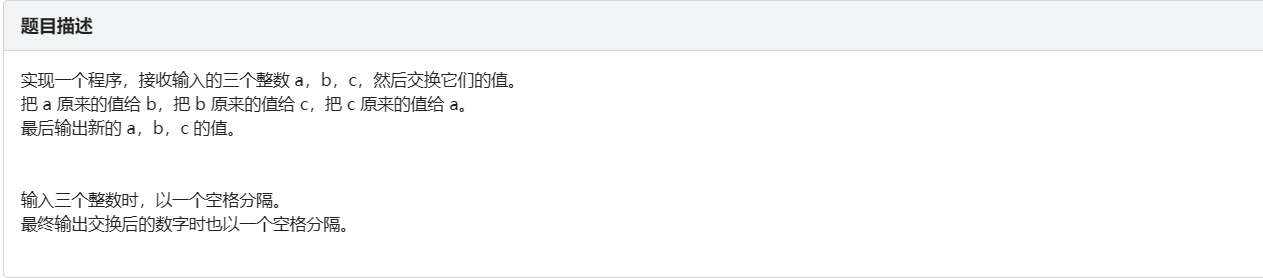 题目描述
实现一个程序，接收输入的三个整数 a，b，c，然后交换它们的值。
把 a 原来的值给 b，把 b 原来的值给 c，把 c 原来的值给 a。
最后输出新的 a，b，c 的值。
输入三个整数时，以一个空格分隔。
最终输出交换后的数字时也以一个空格分隔。